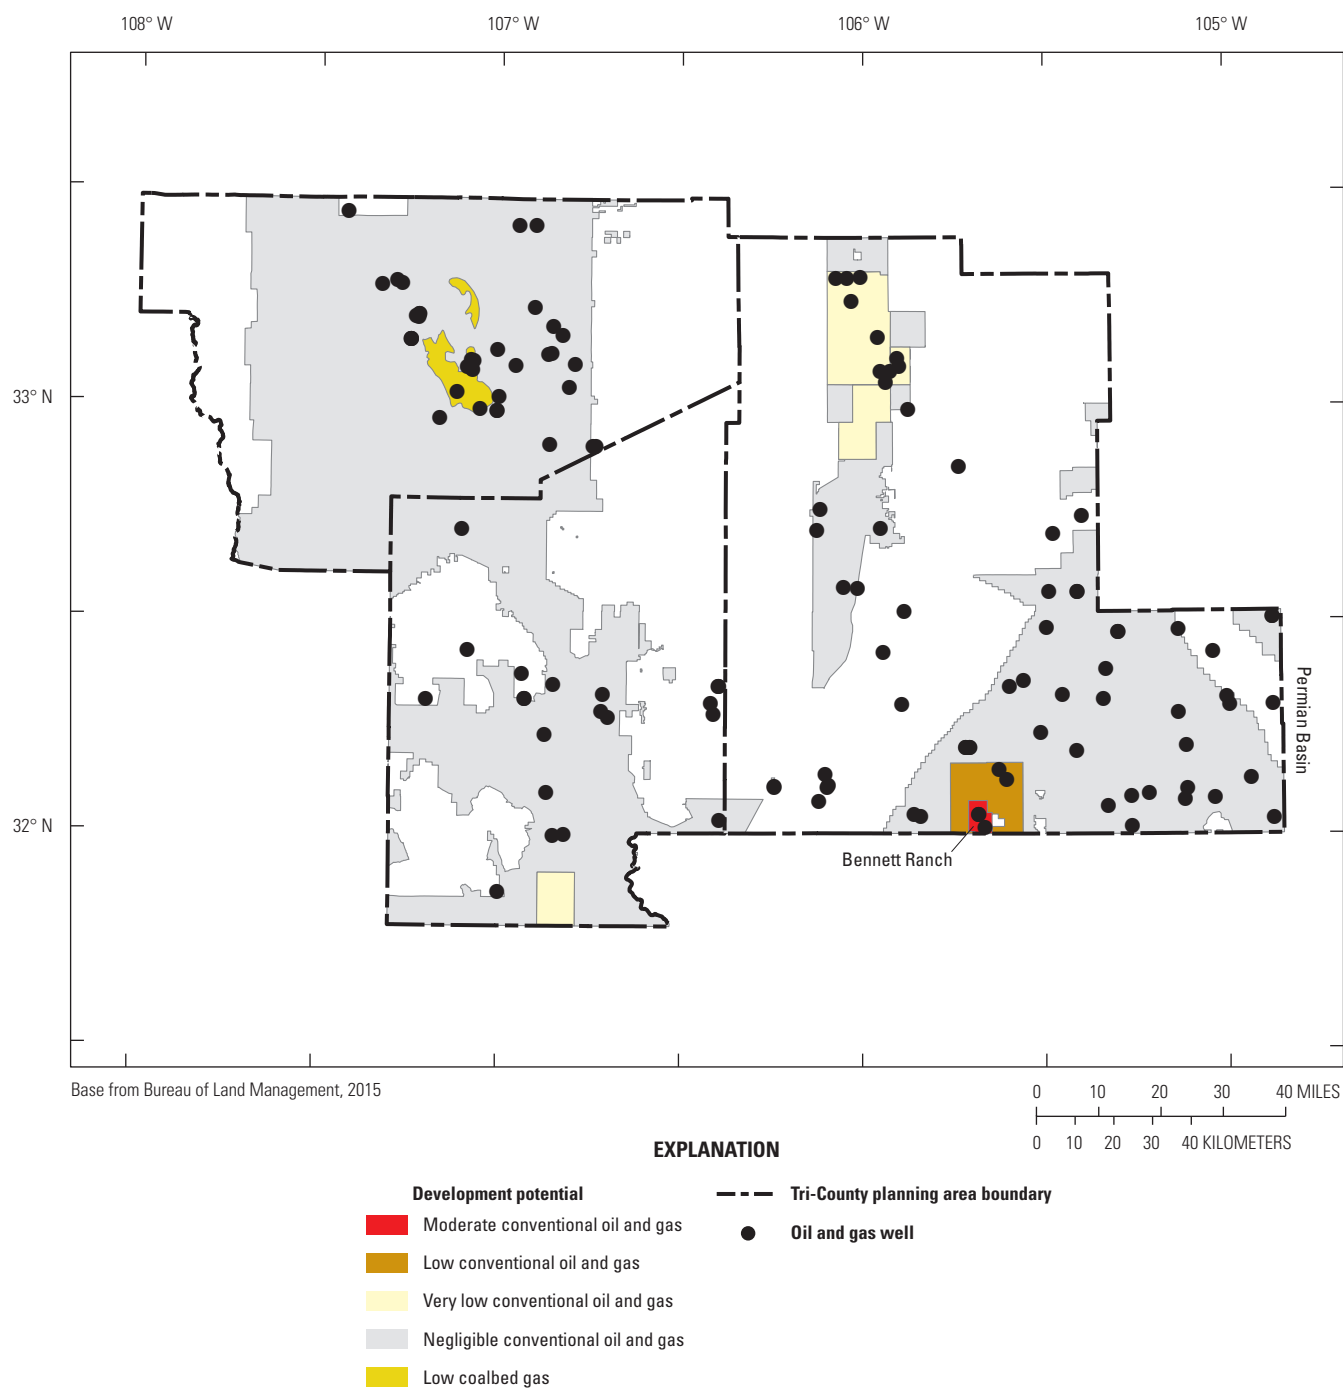 108° W 107° W 106° W 105° W
33° N
32° N
Permian Basin
Bennett Ranch
Base from Bureau of Land Management, 2015
0 10 20 30 40 MILES
0 10 20 30 40 KILOMETERS
EXPLANATION
Development potential
Moderate conventional oil and gas
Low conventional oil and gas
Very low conventional oil and gas
Negligible conventional oil and gas
Low coalbed gas
Tri-County planning area boundary
Oil and gas well